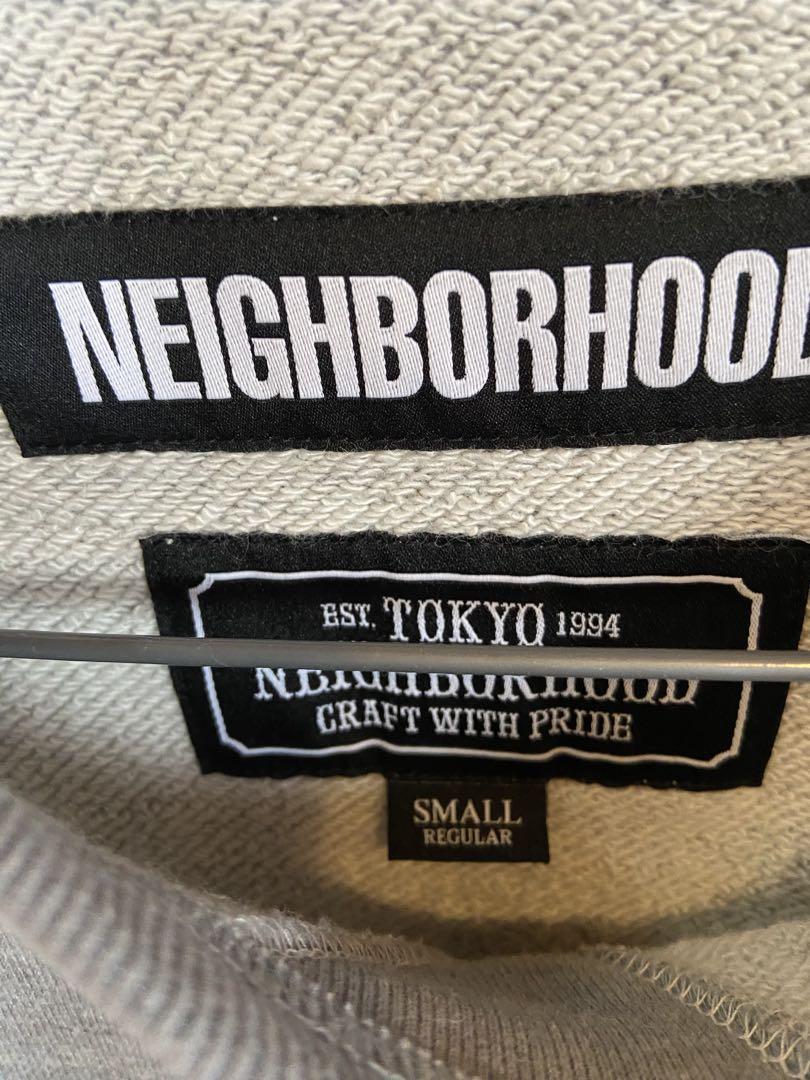 NEIGHBORHOOD
EST. TOKYO 1994
NEIGHBORHOOD
CRAFT WITH PRIDE
SMALL
REGULAR